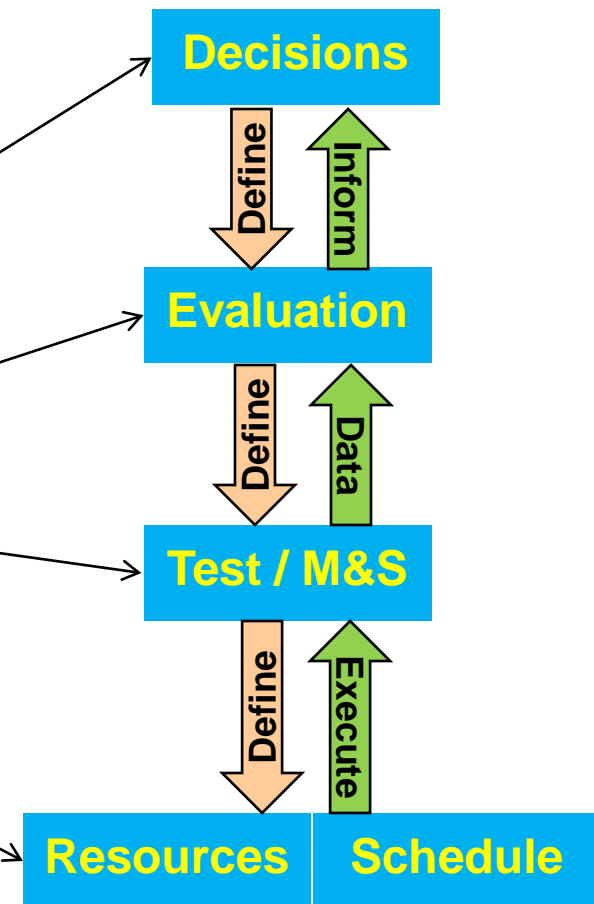 Decisions
Define
Inform
Evaluation
Define
Data
Test / M&S
Define
Execute
Resources
Schedule